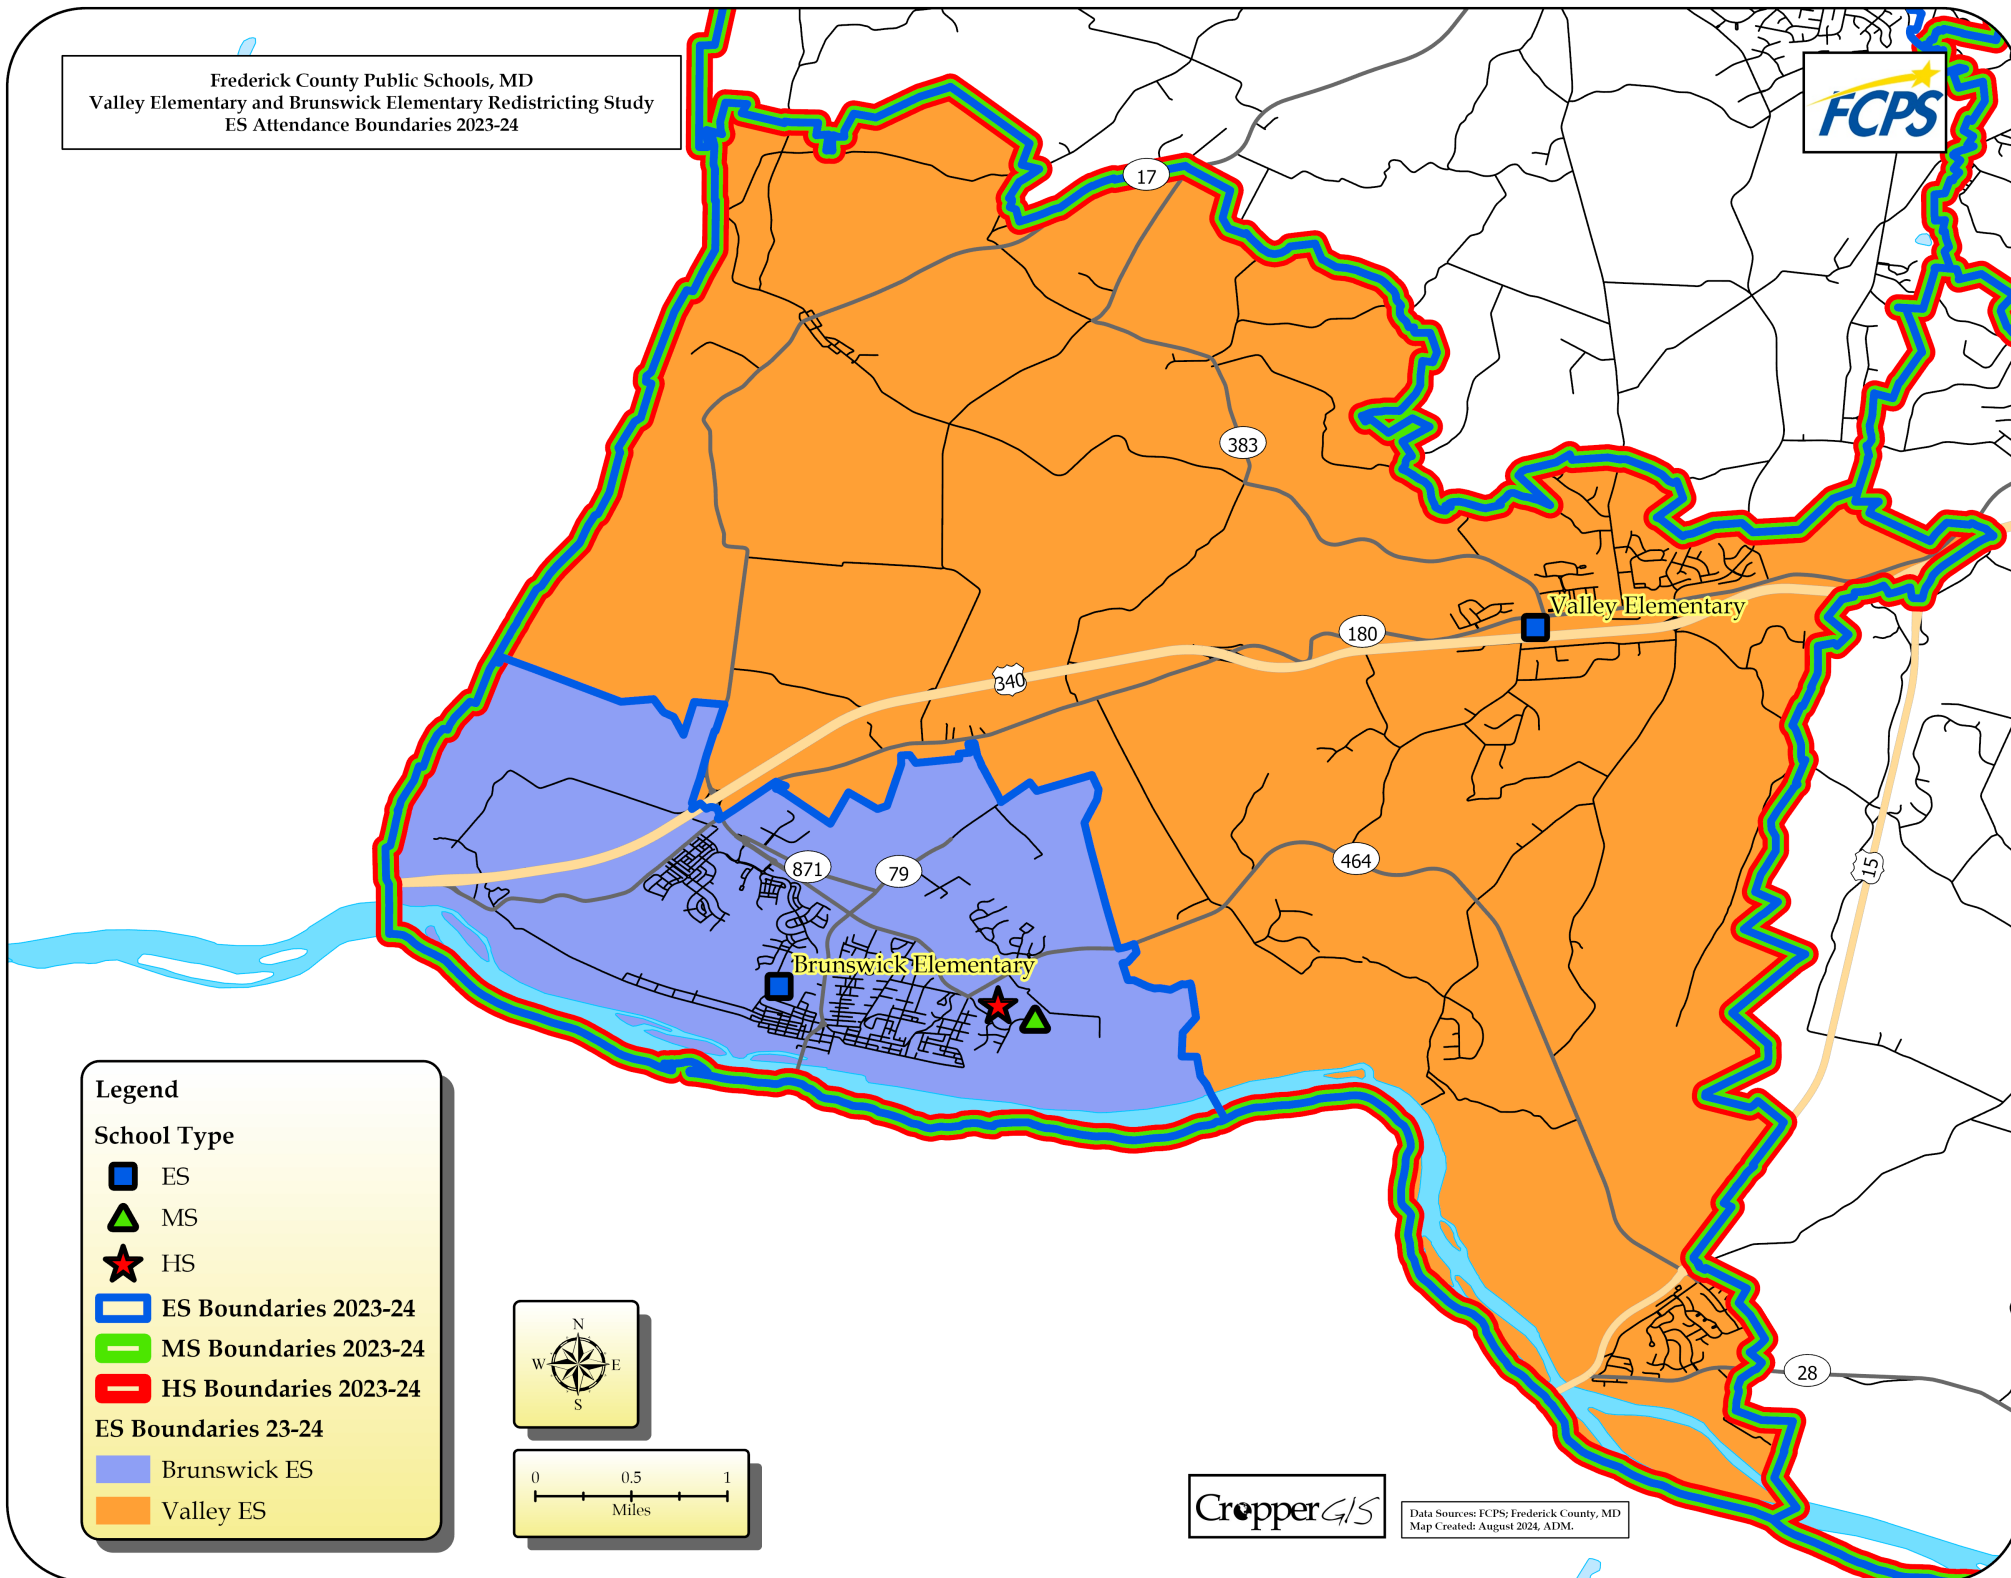 Frederick County Public Schools, MD
Valley Elementary and Brunswick Elementary Redistricting Study
ES Attendance Boundaries 2023-24
FCPS
17
383
180
Valley Elementary
340
464
15
871
79
Brunswick Elementary
28
Legend
School Type
ES
MS
HS
ES Boundaries 2023-24
MS Boundaries 2023-24
HS Boundaries 2023-24
ES Boundaries 23-24
Brunswick ES
Valley ES
N
W E
S
0 0.5 1
Miles
Cropper GIS
Data Sources: FCPS; Frederick County, MD
Map Created: August 2024, ADM.